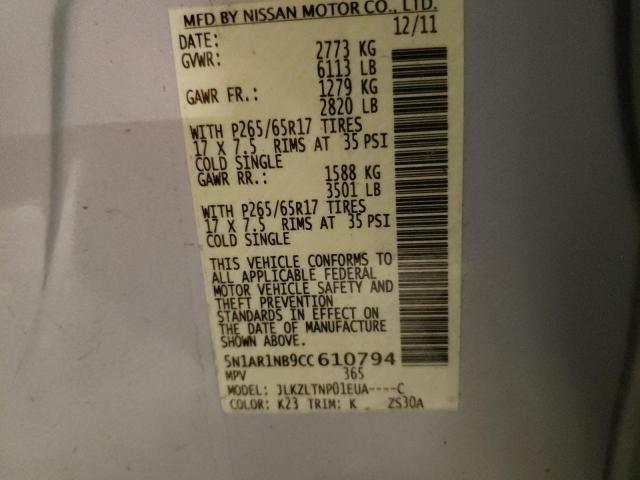 MFD BY NISSAN MOTOR CO., LTD.
DATE: 12/11
GVWR: 2773 KG
6113 LB
GAWR FR.: 1279 KG
2820 LB
WITH P265/65R17 TIRES
17 X 7.5 RIMS AT 35 PSI
COLD SINGLE
GAWR RR.: 1588 KG
3501 LB
WITH P265/65R17 TIRES
17 X 7.5 RIMS AT 35 PSI
COLD SINGLE
THIS VEHICLE CONFORMS TO
ALL APPLICABLE FEDERAL
MOTOR VEHICLE SAFETY AND
THEFT PREVENTION
STANDARDS IN EFFECT ON
THE DATE OF MANUFACTURE
SHOWN ABOVE.
5N1AR1NB9CC610794
MPV 365
MODEL: JLKZLTNP01EUA----C
COLOR: K23 TRIM: K _ ZS30A